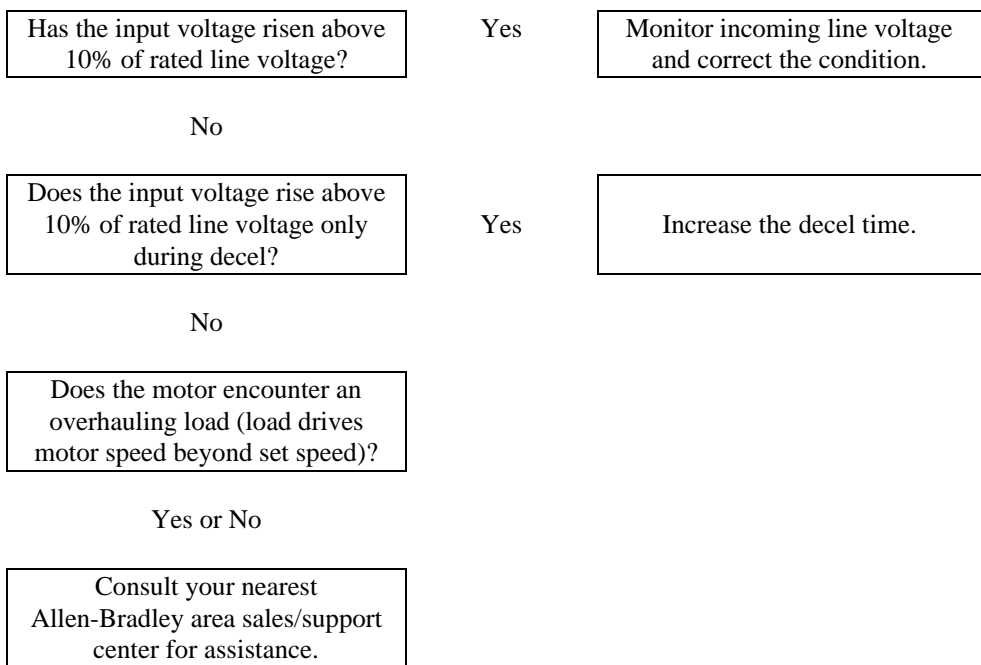 Has the input voltage risen above
10% of rated line voltage?
Yes
Monitor incoming line voltage
and correct the condition.
No
Does the input voltage rise above
10% of rated line voltage only
during decel?
Yes
Increase the decel time.
No
Does the motor encounter an
overhauling load (load drives
motor speed beyond set speed)?
Yes or No
Consult your nearest
Allen-Bradley area sales/support
center for assistance.